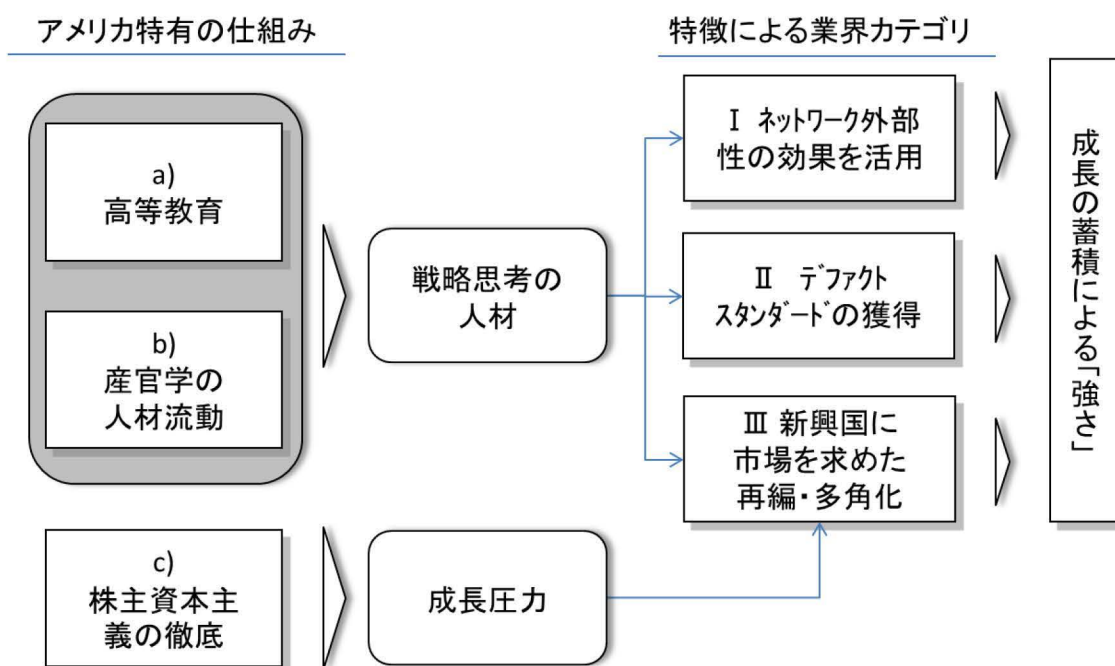 アメリカ特有の仕組み
特徴による業界カテゴリ
a)
高等教育
b)
産官学の
人材流動
c)
株主資本主
義の徹底
戦略思考の
人材
成長圧力
Ⅰ ﾈｯﾄﾜｰｸ外部
性の効果を活用
Ⅱ ﾃﾞﾌｧｸﾄ
ｽﾀﾝﾀﾞｰﾄﾞの獲得
Ⅲ 新興国に
市場を求めた
再編・多角化
成長の蓄積による「強さ」